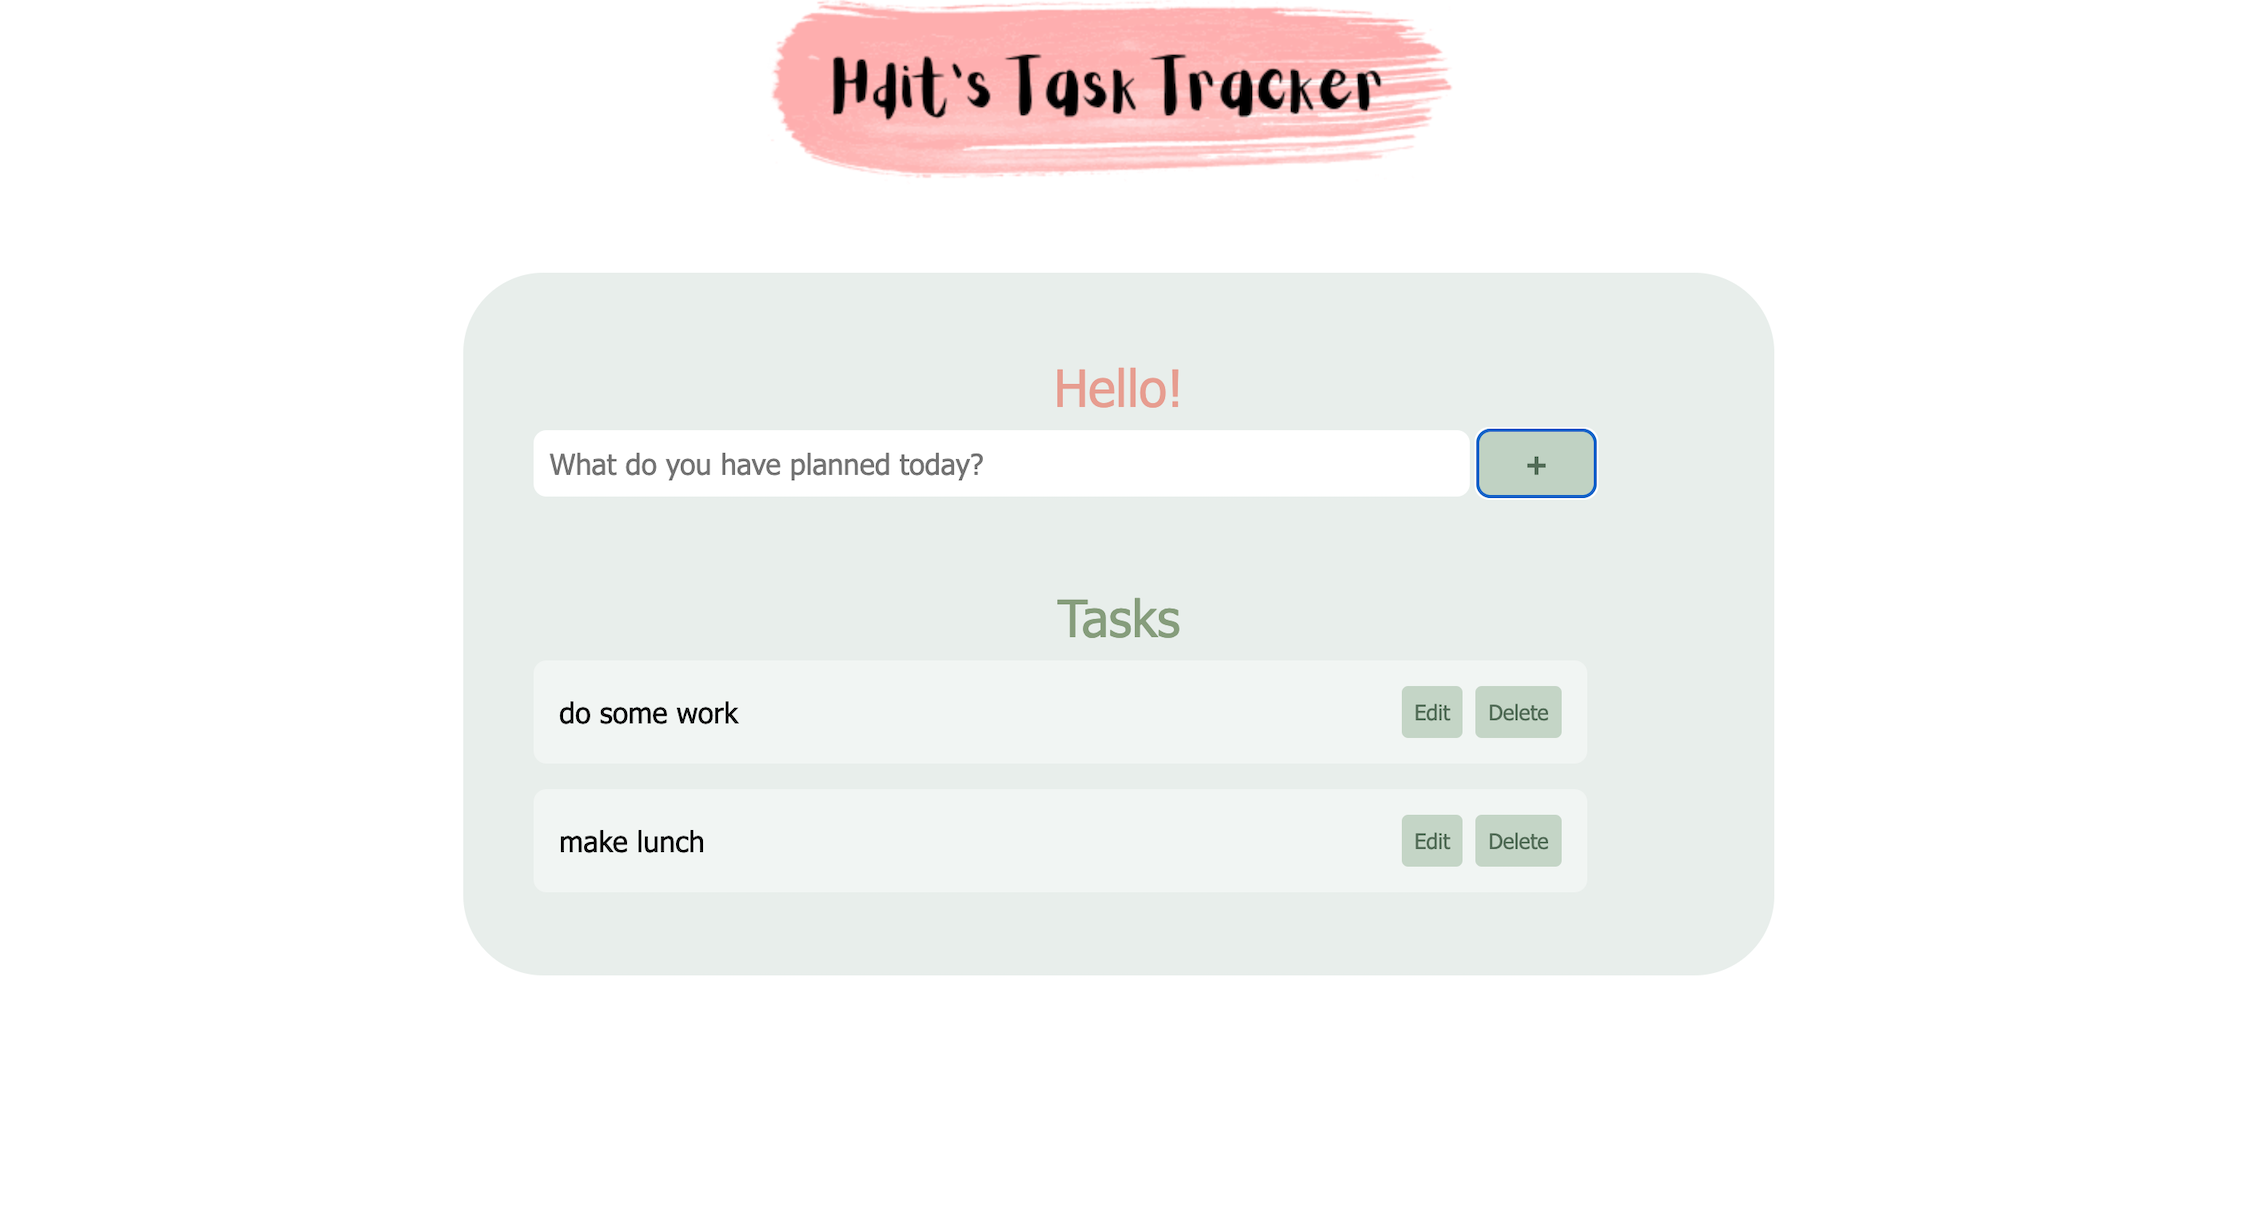 Hdit's Task Tracker
Hello!
What do you have planned today?
+
Tasks
do some work
Edit Delete
make lunch
Edit Delete